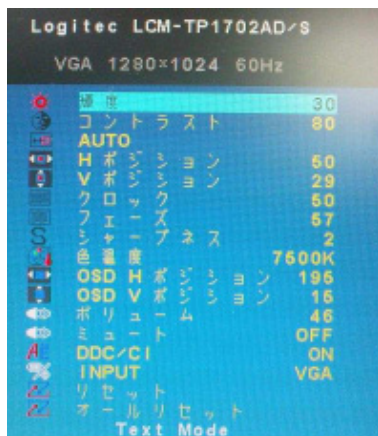 Logitec LCM-TP1702AD/S
VGA 1280×1024 60Hz
輝度 30
コントラスト 80
AUTO
H ポジション 50
V ポジション 29
クロック 50
フェーズ 57
シャープネス 2
色温度 7500K
OSD H ポジション 195
OSD V ポジション 15
ボリューム 46
ミュート OFF
DDC/CI ON
INPUT VGA
リセット
オールリセット
Text Mode